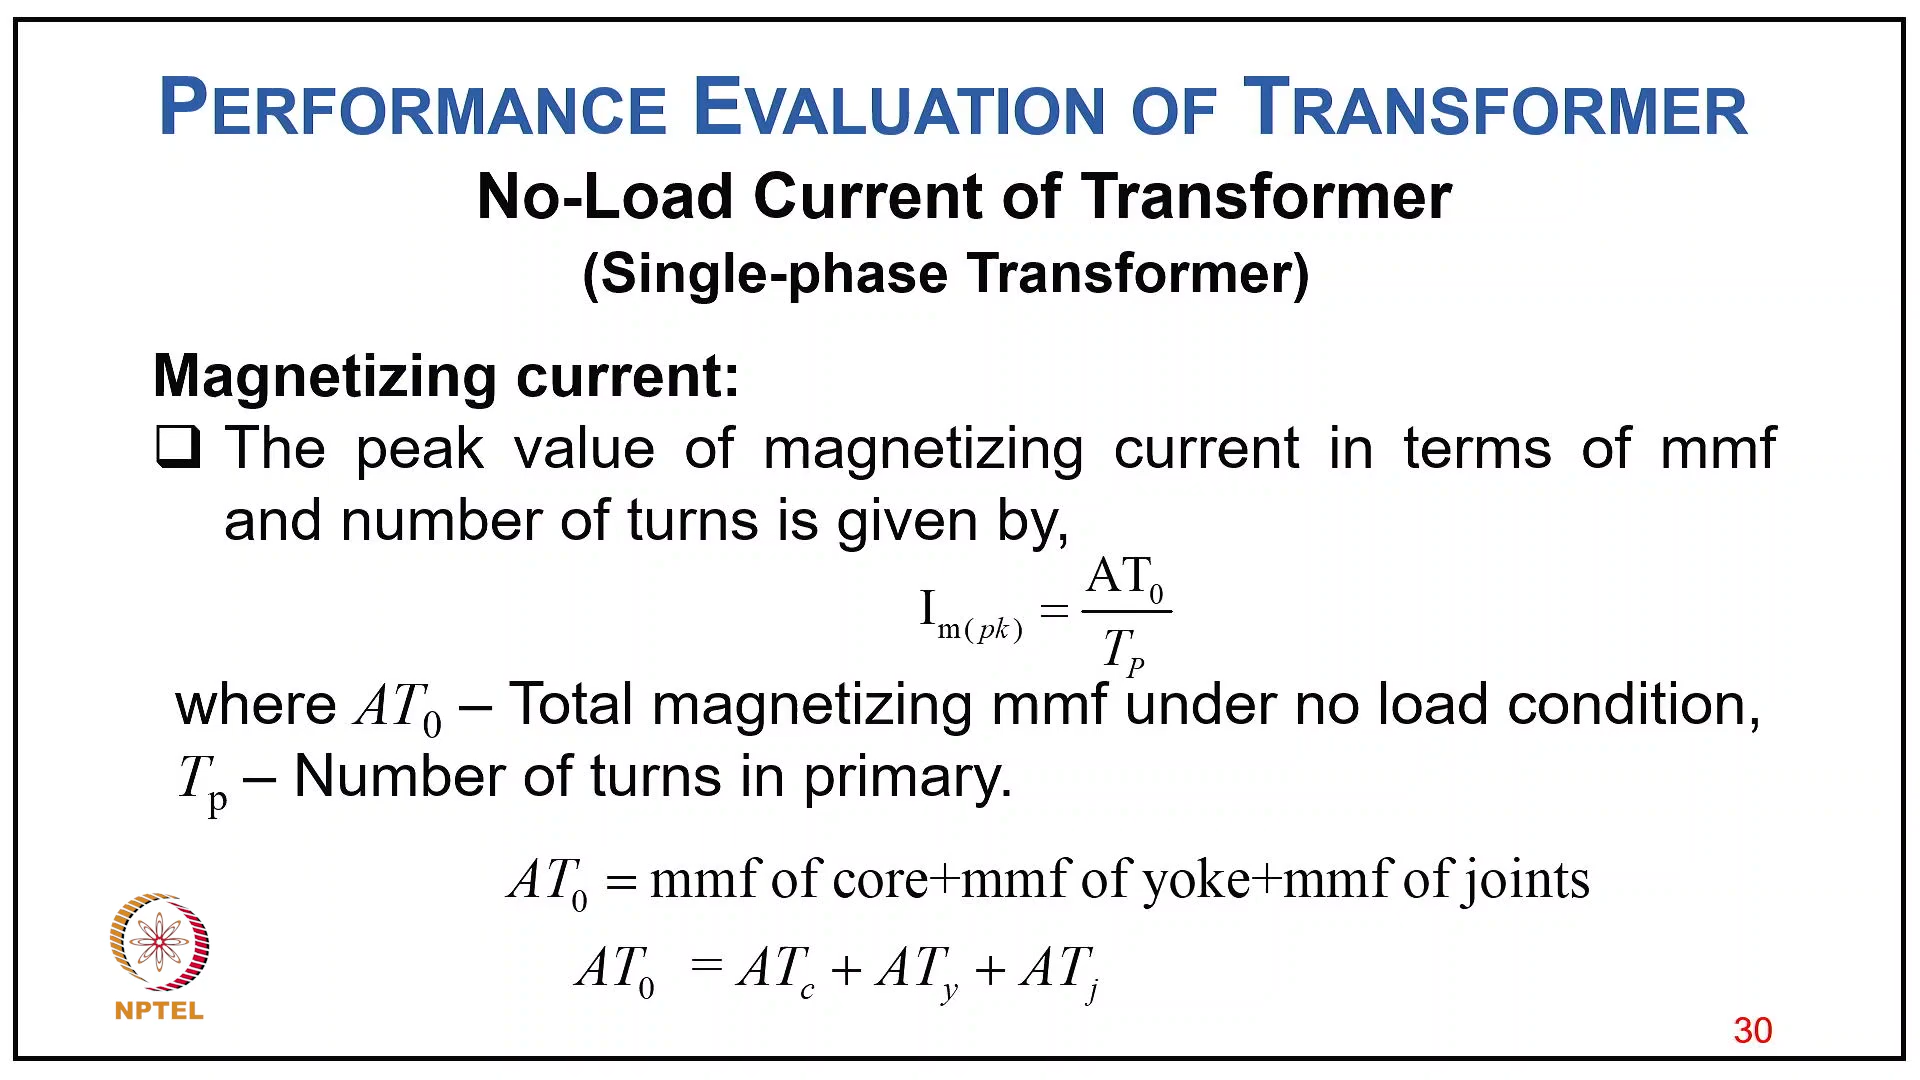 PERFORMANCE EVALUATION OF TRANSFORMER
No-Load Current of Transformer
(Single-phase Transformer)
Magnetizing current:
❑ The peak value of magnetizing current in terms of mmf
and number of turns is given by,
I_m(pk) = AT_0 / T_P
where AT_0 – Total magnetizing mmf under no load condition,
T_p – Number of turns in primary.
AT_0 = mmf of core+mmf of yoke+mmf of joints
AT_0 = AT_c + AT_y + AT_j
NPTEL
30